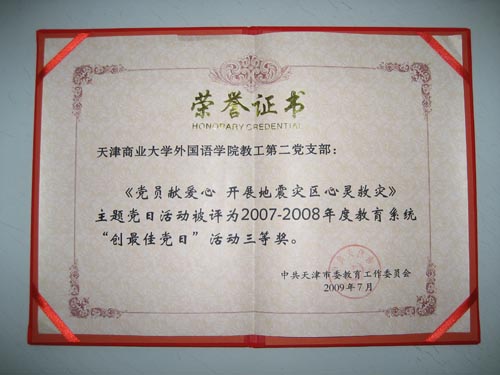 荣誉证书
HONORARY CREDENTIAL
天津商业大学外国语学院教工第二党支部：
《党员献爱心 开展地震灾区心灵救灾》
主题党日活动被评为2007-2008年度教育系统
“创最佳党日”活动三等奖。
中共天津市委教育工作委员会
2009年7月